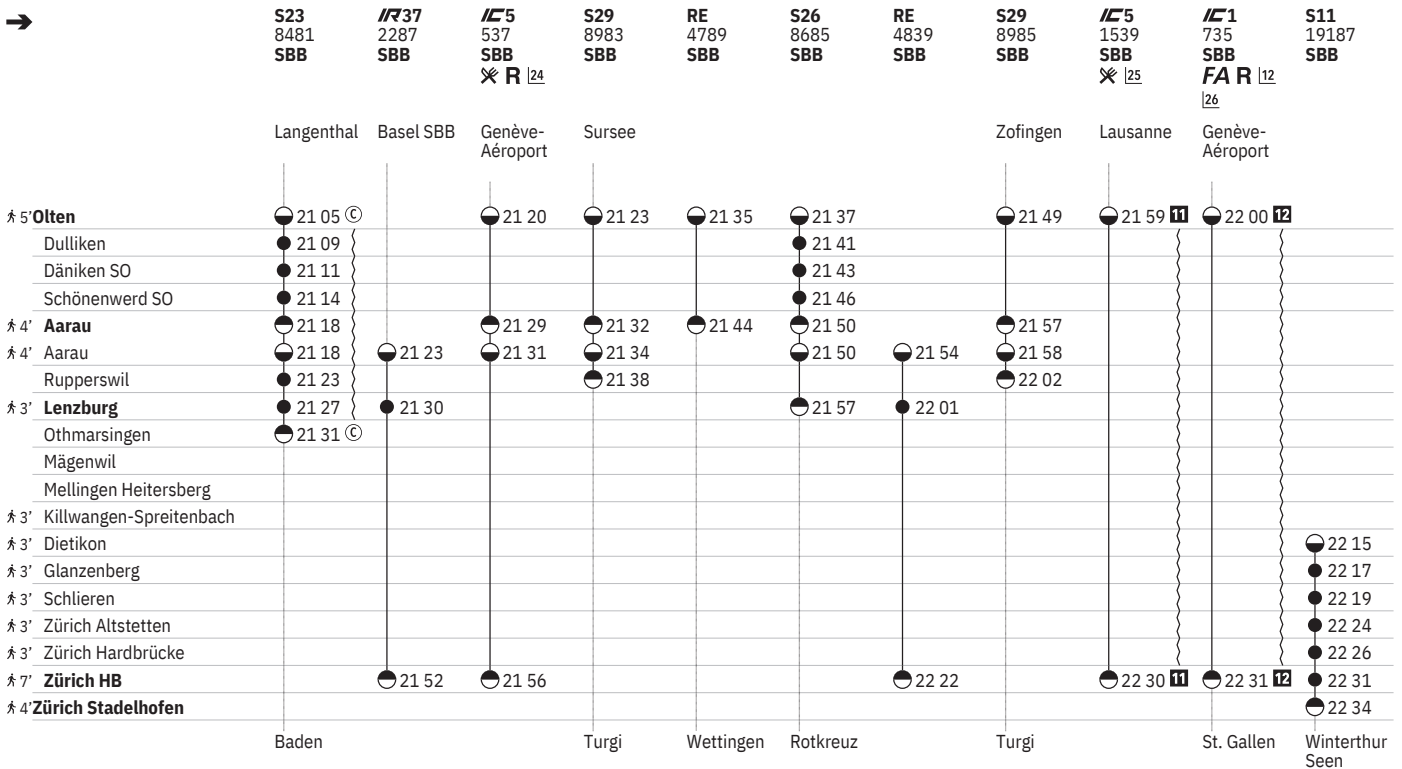 S23 IR37 IC5 S29 RE S26 RE S29 IC5 IC1 S11
8481 2287 537 8983 4789 8685 4839 8985 1539 735 19187
SBB SBB SBB SBB SBB SBB SBB SBB SBB SBB SBB
R 24 25 FA R 12
26
Langenthal Basel SBB Genève- Sursee Zofingen Lausanne Genève-
Aéroport Aéroport
5' Olten 21 05 C 21 20 21 23 21 35 21 37 21 49 21 59 11 22 00 12
Dulliken 21 09 21 41
Däniken SO 21 11 21 43
Schönenwerd SO 21 14 21 46
4' Aarau 21 18 21 29 21 32 21 44 21 50 21 57
4' Aarau 21 18 21 23 21 31 21 34 21 50 21 54 21 58
Rupperswil 21 23 21 38 22 02
3' Lenzburg 21 27 21 30 21 57 22 01
Othmarsingen 21 31 C
Mägenwil
Mellingen Heitersberg
3' Killwangen-Spreitenbach
3' Dietikon 22 15
3' Glanzenberg 22 17
3' Schlieren 22 19
3' Zürich Altstetten 22 24
3' Zürich Hardbrücke 22 26
7' Zürich HB 21 52 21 56 22 22 22 30 11 22 31 12 22 31
4' Zürich Stadelhofen 22 34
Baden Turgi Wettingen Rotkreuz Turgi St. Gallen Winterthur
Seen